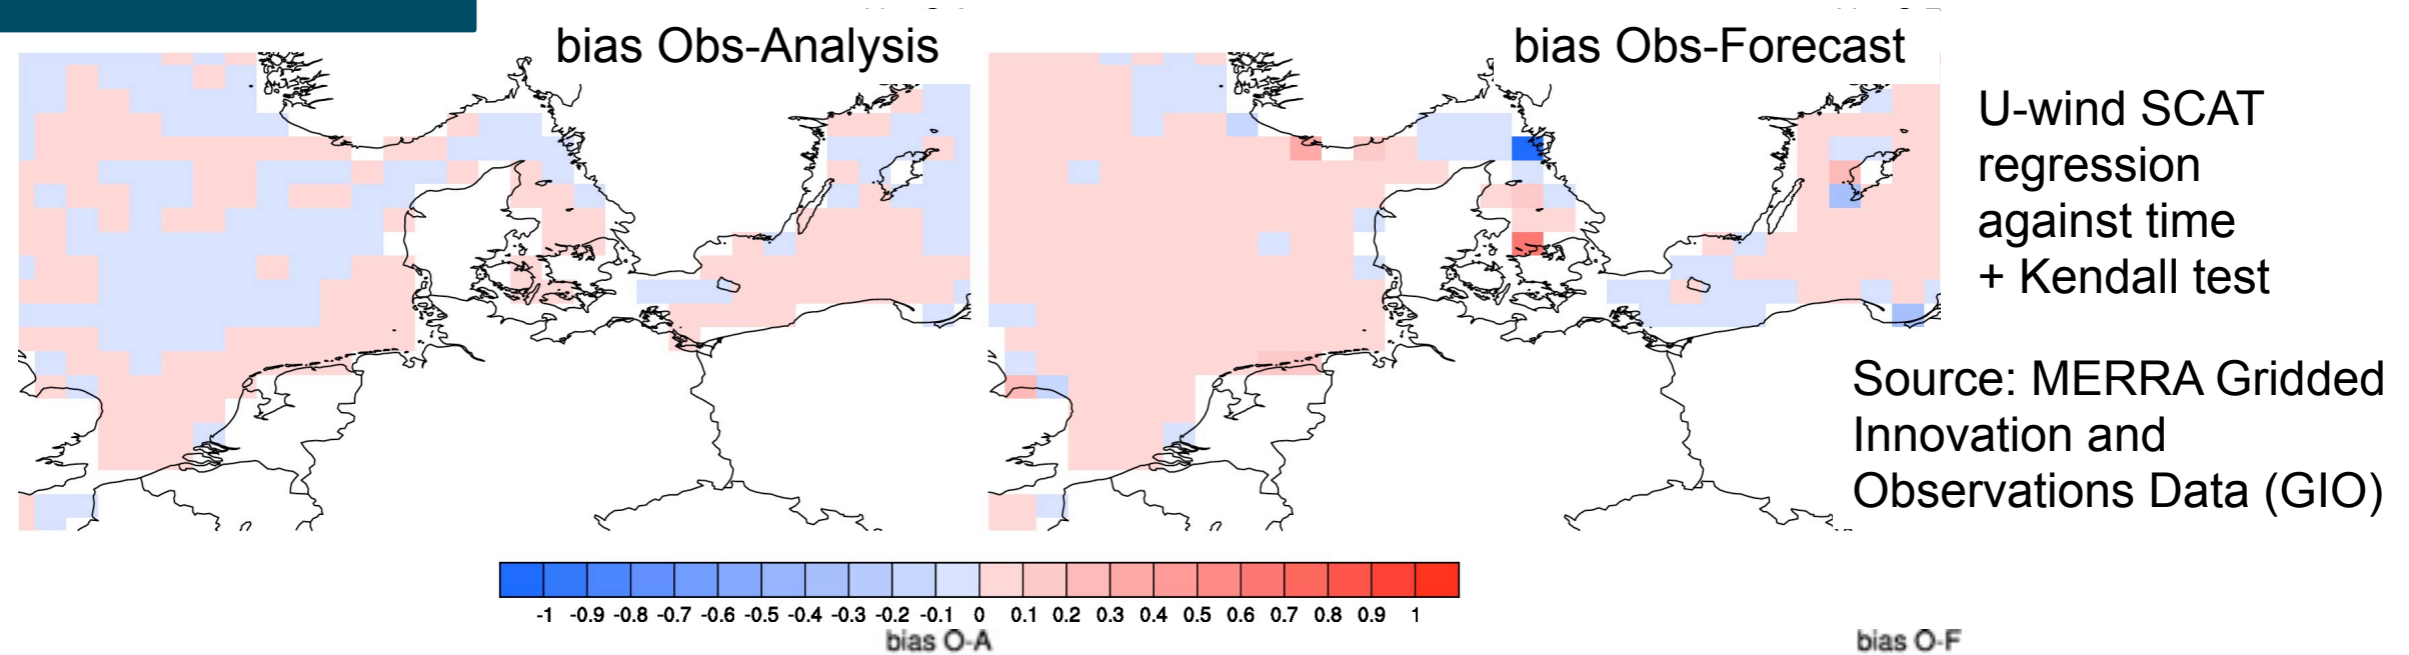 bias Obs-Analysis
bias Obs-Forecast
U-wind SCAT
regression
against time
+ Kendall test
Source: MERRA Gridded
Innovation and
Observations Data (GIO)
-1 -0.9 -0.8 -0.7 -0.6 -0.5 -0.4 -0.3 -0.2 -0.1 0 0.1 0.2 0.3 0.4 0.5 0.6 0.7 0.8 0.9 1
bias O-A
bias O-F